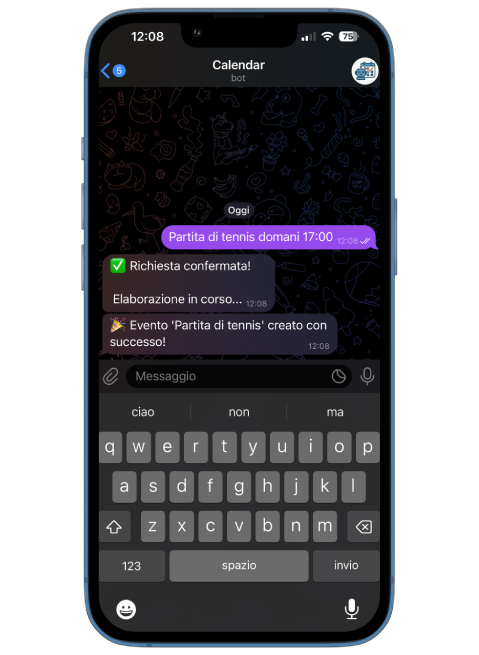 12:08
75
5
Calendar
bot
Oggi
Partita di tennis domani 17:00 12:08
✅ Richiesta confermata!
Elaborazione in corso... 12:08
🎉 Evento 'Partita di tennis' creato con
successo!
12:08
Messaggio
ciao non ma
q w e r t y u i o p
a s d f g h j k l
z x c v b n m
123 spazio invio